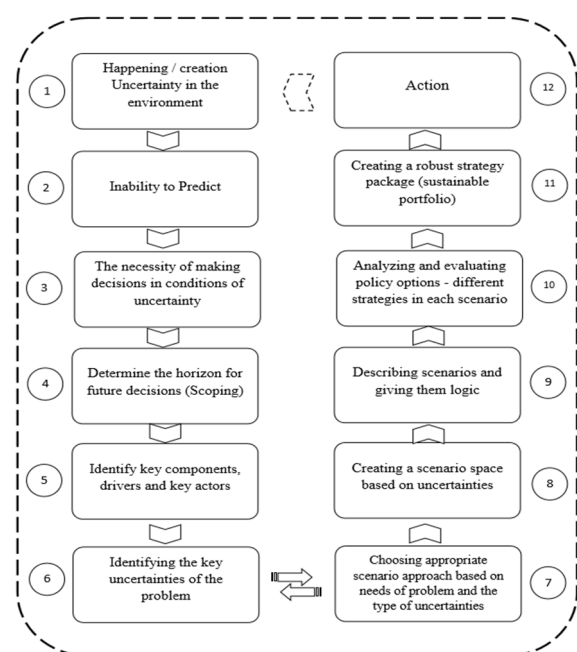 1
Happening / creation
Uncertainty in the
environment
2
Inability to Predict
3
The necessity of making
decisions in conditions of
uncertainty
4
Determine the horizon for
future decisions (Scoping)
5
Identify key components,
drivers and key actors
6
Identifying the key
uncertainties of the
problem
7
Choosing appropriate
scenario approach based on
needs of problem and the
type of uncertainties
8
Creating a scenario space
based on uncertainties
9
Describing scenarios and
giving them logic
10
Analyzing and evaluating
policy options - different
strategies in each scenario
11
Creating a robust strategy
package (sustainable
portfolio)
12
Action